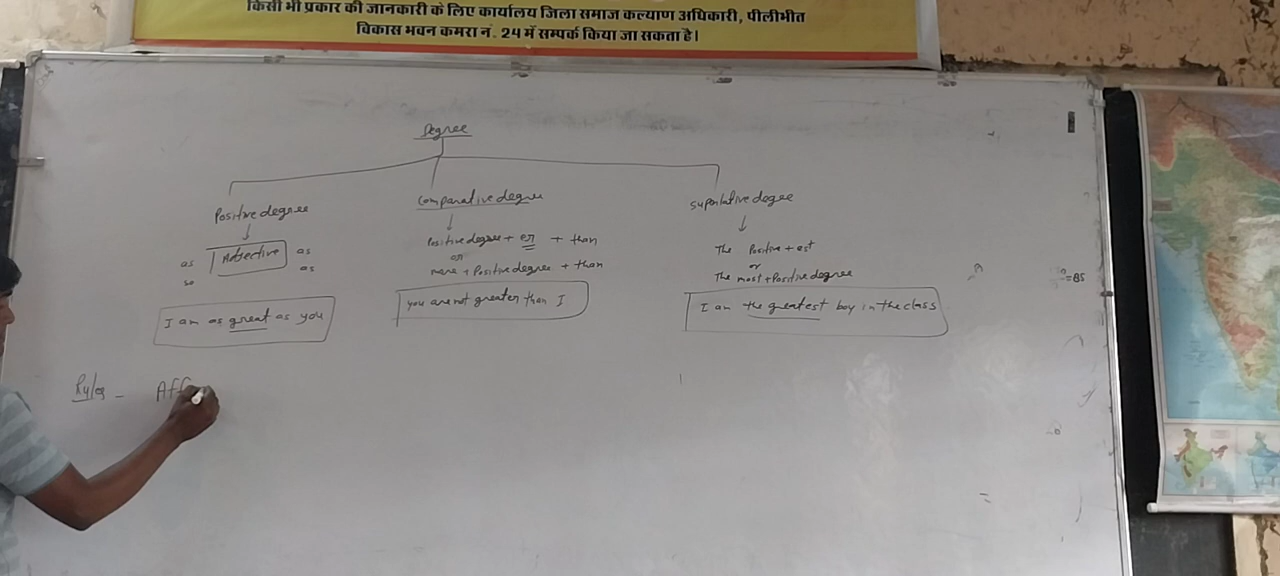 किसी भी प्रकार की जानकारी के लिए कार्यालय जिला समाज कल्याण अधिकारी, पीलीभीत
विकास भवन कमरा नं. 24 में सम्पर्क किया जा सकता है।
Degree
Positive degree
as Adjective as
so as
I am as great as you
Comparative degree
Positive degree + er + than
or
more + Positive degree + than
you are not greater than I
superlative degee
The Positive + est
or
The most + Positive degree
I am the greatest boy in the class
=85
Rules - Aff